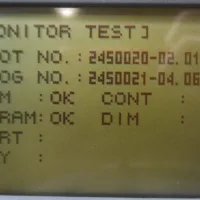 ONITOR TEST]
OT NO.:2450020-02.01
OG NO.:2450021-04.06
M :OK CONT :
RAM:OK DIM :
RT :
Y :